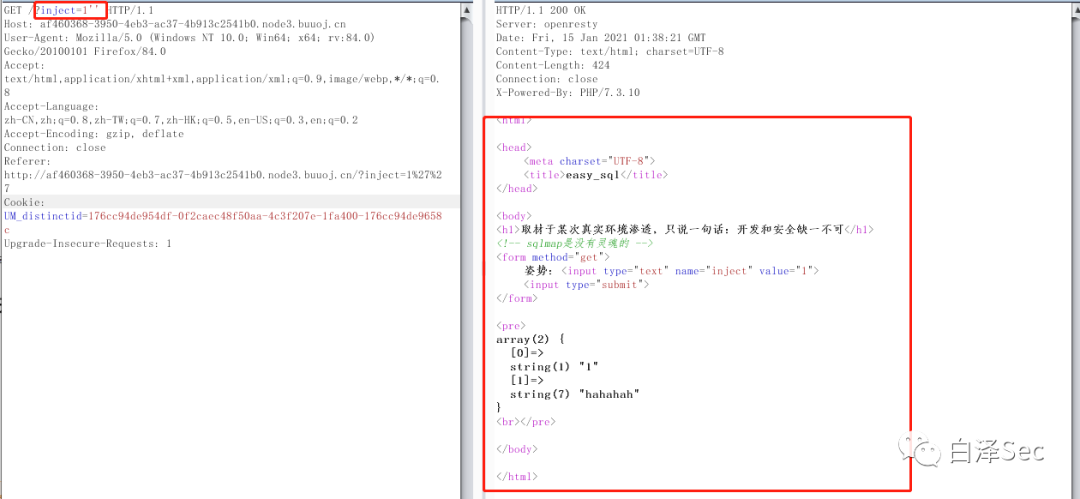 GET /?inject=1'' HTTP/1.1
Host: af460368-3950-4eb3-ac37-4b913c2541b0.node3.buuoj.cn
User-Agent: Mozilla/5.0 (Windows NT 10.0; Win64; x64; rv:84.0)
Gecko/20100101 Firefox/84.0
Accept:
text/html,application/xhtml+xml,application/xml;q=0.9,image/webp,*/*;q=0.
8
Accept-Language:
zh-CN,zh;q=0.8,zh-TW;q=0.7,zh-HK;q=0.5,en-US;q=0.3,en;q=0.2
Accept-Encoding: gzip, deflate
Connection: close
Referer:
http://af460368-3950-4eb3-ac37-4b913c2541b0.node3.buuoj.cn/?inject=1%27%2
7
Cookie:
UM_distinctid=176cc94de954df-0f2caec48f50aa-4c3f207e-1fa400-176cc94de9658
c
Upgrade-Insecure-Requests: 1
HTTP/1.1 200 OK
Server: openresty
Date: Fri, 15 Jan 2021 01:38:21 GMT
Content-Type: text/html; charset=UTF-8
Content-Length: 424
Connection: close
X-Powered-By: PHP/7.3.10
<html>
<head>
<meta charset="UTF-8">
<title>easy_sql</title>
</head>
<body>
<h1>取材于某次真实环境渗透，只说一句话：开发和安全缺一不可</h1>
<!-- sqlmap是没有灵魂的 -->
<form method="get">
姿势: <input type="text" name="inject" value="1">
<input type="submit">
</form>
<pre>
array(2) {
[0]=>
string(1) "1"
[1]=>
string(7) "hahahah"
}
<br></pre>
</body>
</html>
白泽Sec